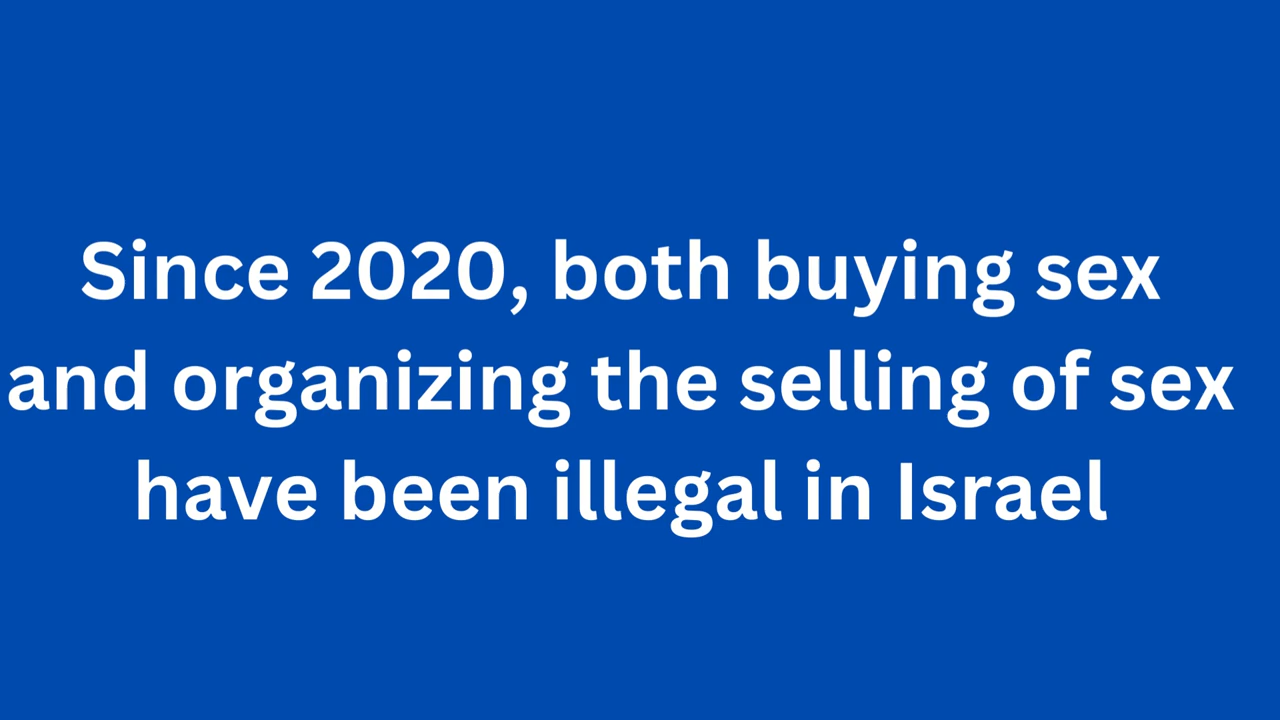 Since 2020, both buying sex
and organizing the selling of sex
have been illegal in Israel